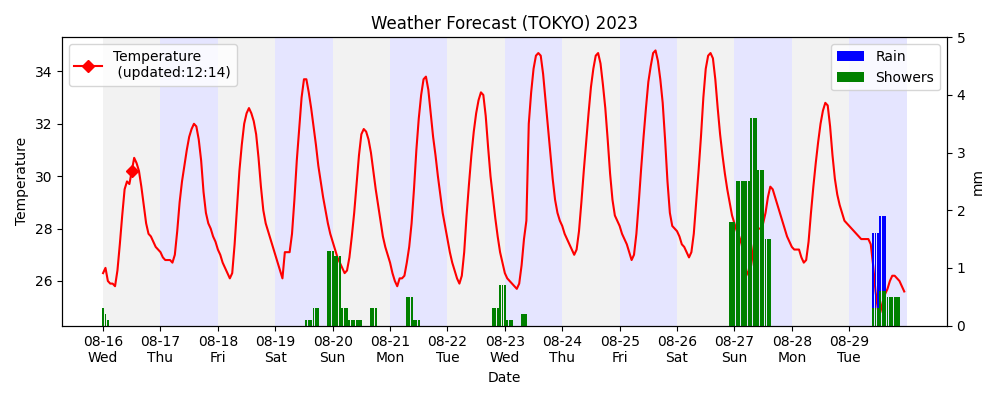 Weather Forecast (TOKYO) 2023
Temperature
(updated:12:14)
Rain
Showers
34
32
30
28
26
Temperature
5
4
3
2
1
0
mm
08-16 08-17 08-18 08-19 08-20 08-21 08-22 08-23 08-24 08-25 08-26 08-27 08-28 08-29
Wed Thu Fri Sat Sun Mon Tue Wed Thu Fri Sat Sun Mon Tue
Date